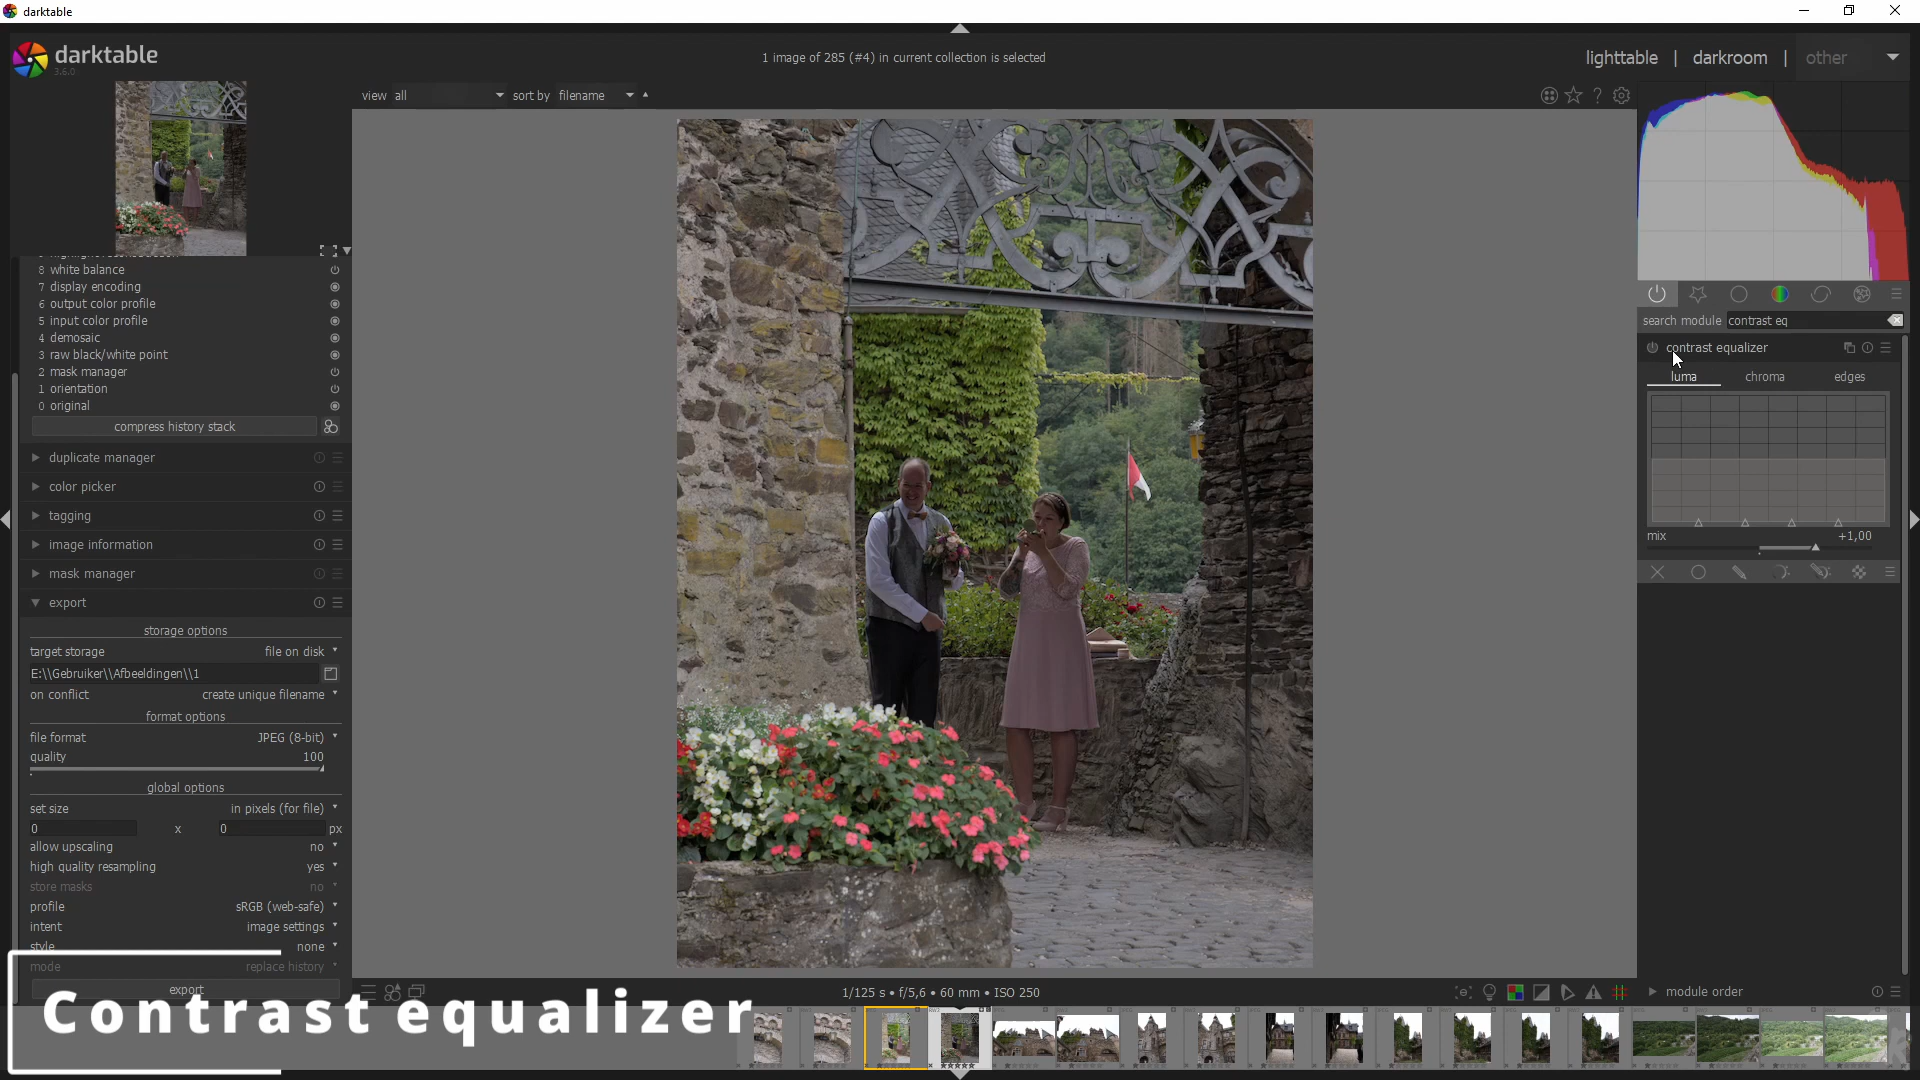 darktable
darktable
3.6.0
1 image of 285 (#4) in current collection is selected
lighttable | darkroom | other
view all sort by filename
8 white balance
7 display encoding
6 output color profile
5 input color profile
4 demosaic
3 raw black/white point
2 mask manager
1 orientation
0 original
compress history stack
duplicate manager
color picker
tagging
image information
mask manager
export
storage options
target storage file on disk
E:\\Gebruiker\\Afbeeldingen\\1
on conflict create unique filename
format options
file format JPEG (8-bit)
quality 100
global options
set size in pixels (for file)
0 x 0 px
allow upscaling no
high quality resampling yes
store masks no
profile sRGB (web-safe)
intent image settings
style none
mode replace history
export
Contrast equalizer
1/125 s • f/5,6 • 60 mm • ISO 250
search module contrast eq
contrast equalizer
luma chroma edges
mix +1,00
module order